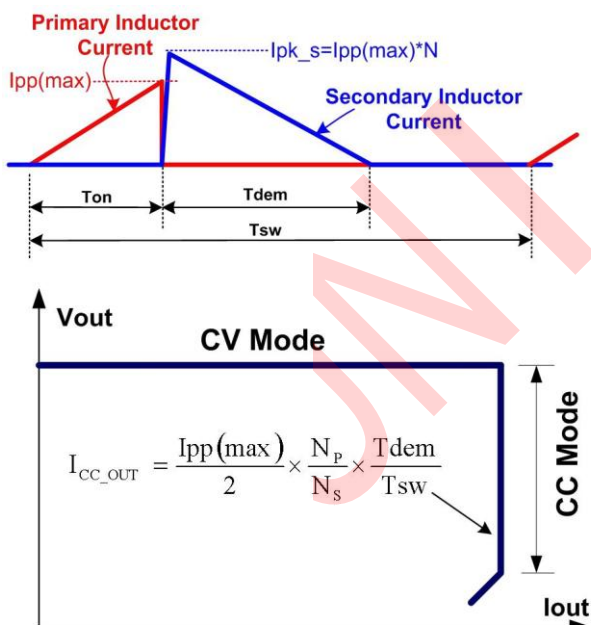 Primary Inductor
Current
Ipk_s=Ipp(max)*N
Ipp(max)
Secondary Inductor
Current
Ton
Tdem
Tsw
Vout
CV Mode
I_CC_OUT = Ipp(max)/2 × N_P/N_S × Tdem/Tsw
CC Mode
Iout